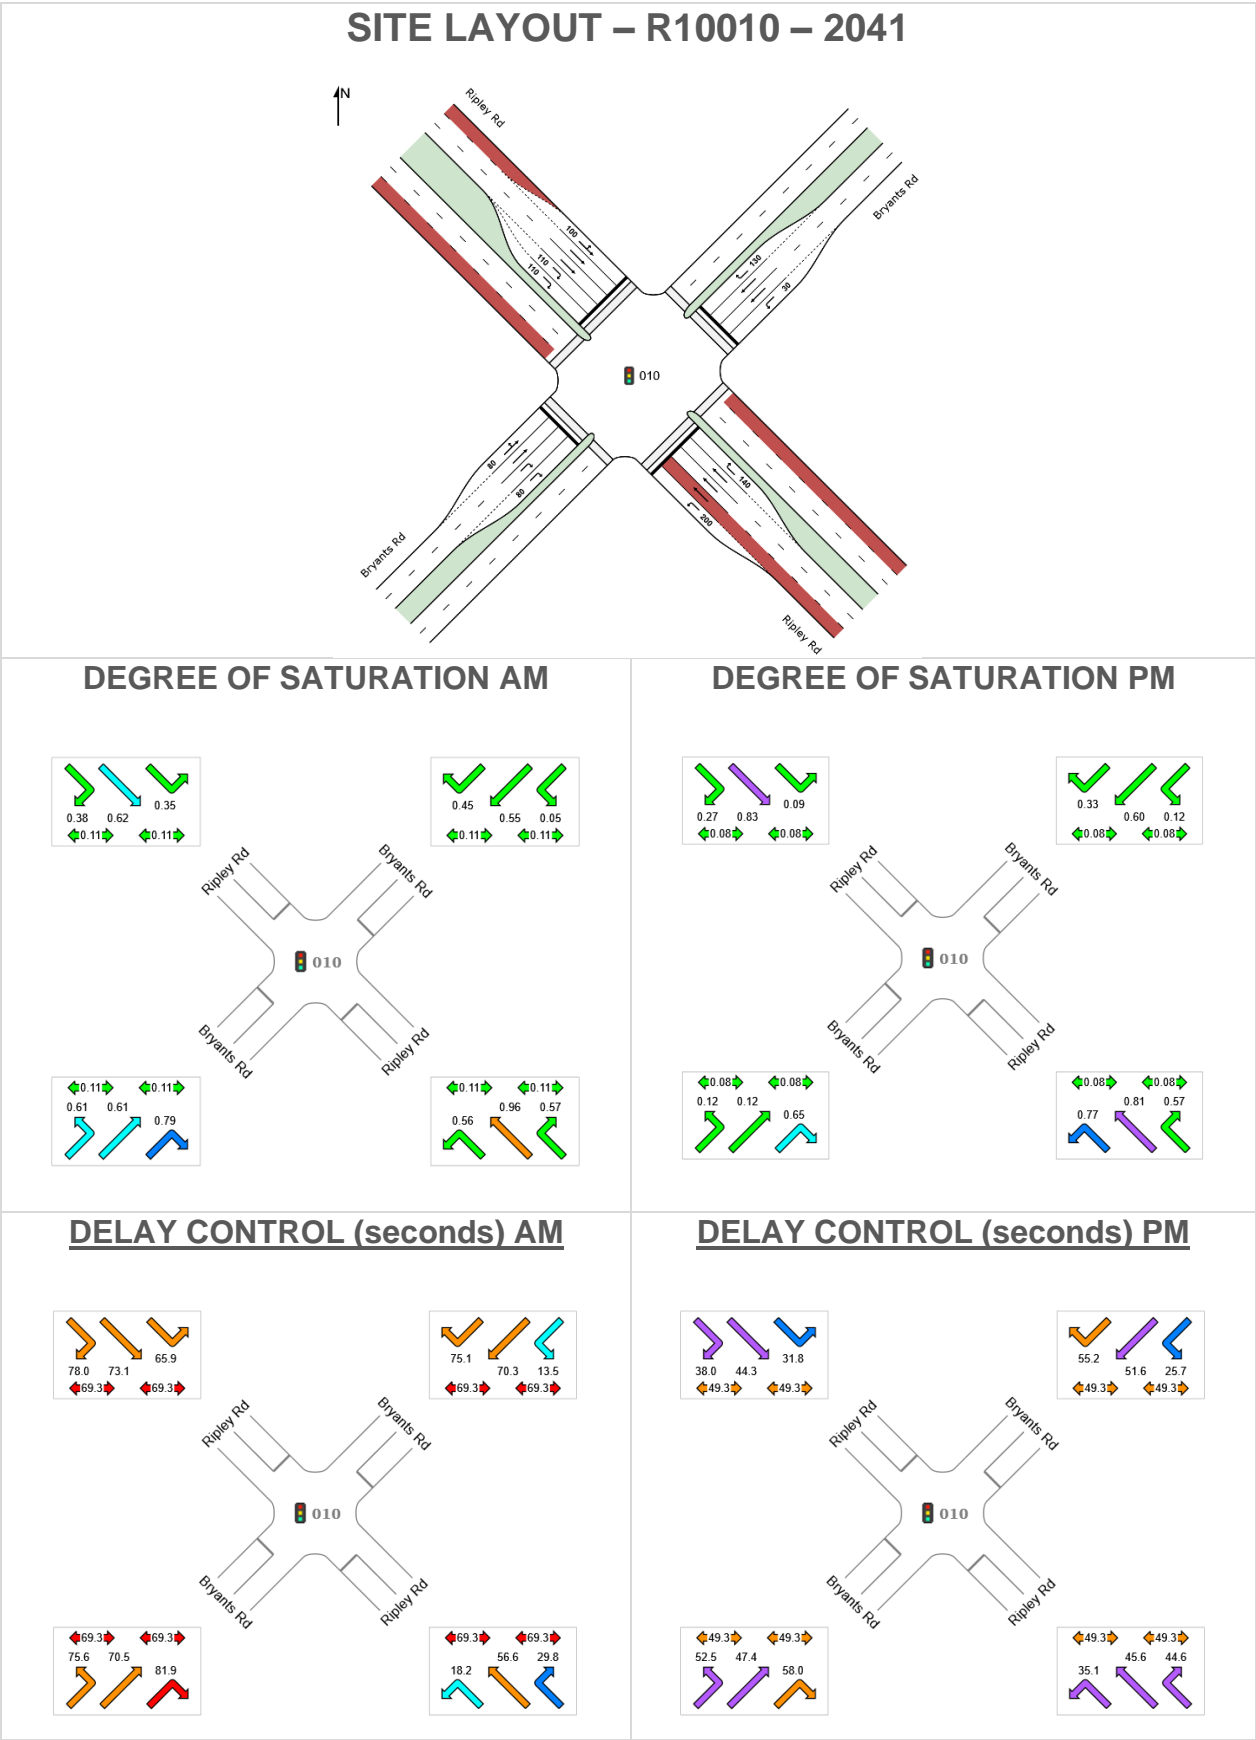 SITE LAYOUT – R10010 – 2041
N
Ripley Rd
Bryants Rd
100
110
110
130
30
010
80
80
140
200
Bryants Rd
Ripley Rd
DEGREE OF SATURATION AM
0.38 0.62 0.35
0.11 0.11
0.45 0.55 0.05
0.11 0.11
Ripley Rd
Bryants Rd
010
Bryants Rd
Ripley Rd
0.11 0.11
0.61 0.61 0.79
0.11 0.11
0.56 0.96 0.57
DEGREE OF SATURATION PM
0.27 0.83 0.09
0.08 0.08
0.33 0.60 0.12
0.08 0.08
Ripley Rd
Bryants Rd
010
Bryants Rd
Ripley Rd
0.08 0.08
0.12 0.12 0.65
0.08 0.08
0.77 0.81 0.57
DELAY CONTROL (seconds) AM
78.0 73.1 65.9
69.3 69.3
75.1 70.3 13.5
69.3 69.3
Ripley Rd
Bryants Rd
010
Bryants Rd
Ripley Rd
69.3 69.3
75.6 70.5 81.9
69.3 69.3
18.2 56.6 29.8
DELAY CONTROL (seconds) PM
38.0 44.3 31.8
49.3 49.3
55.2 51.6 25.7
49.3 49.3
Ripley Rd
Bryants Rd
010
Bryants Rd
Ripley Rd
49.3 49.3
52.5 47.4 58.0
49.3 49.3
35.1 45.6 44.6